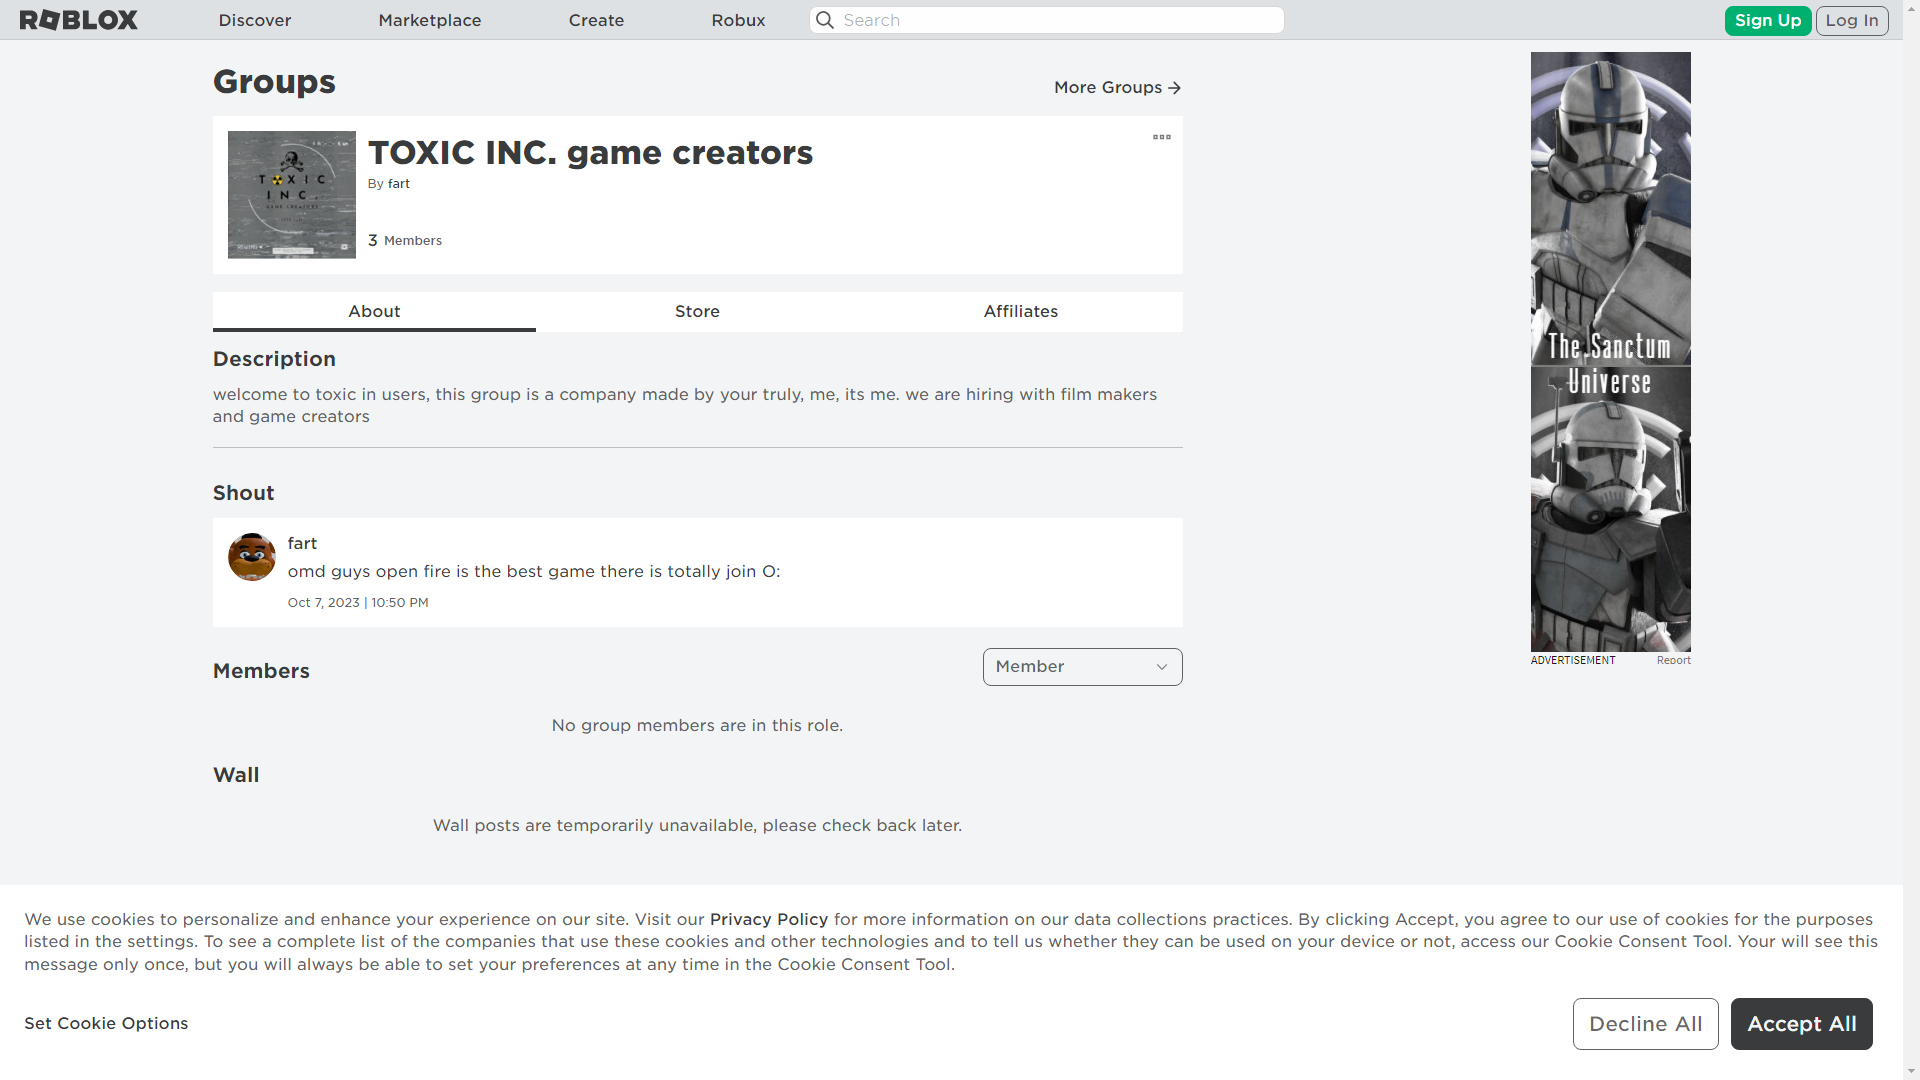 ROBLOX
Discover
Marketplace
Create
Robux
Search
Sign Up
Log In
Groups
More Groups
TOXIC INC. game creators
By fart
3 Members
TOXIC
INC.
GAME CREATORS
About
Store
Affiliates
Description
welcome to toxic in users, this group is a company made by your truly, me, its me. we are hiring with film makers
and game creators
Shout
fart
omd guys open fire is the best game there is totally join O:
Oct 7, 2023 | 10:50 PM
Members
Member
No group members are in this role.
Wall
Wall posts are temporarily unavailable, please check back later.
The Sanctum
Universe
ADVERTISEMENT
Report
We use cookies to personalize and enhance your experience on our site. Visit our Privacy Policy for more information on our data collections practices. By clicking Accept, you agree to our use of cookies for the purposes
listed in the settings. To see a complete list of the companies that use these cookies and other technologies and to tell us whether they can be used on your device or not, access our Cookie Consent Tool. Your will see this
message only once, but you will always be able to set your preferences at any time in the Cookie Consent Tool.
Set Cookie Options
Decline All
Accept All